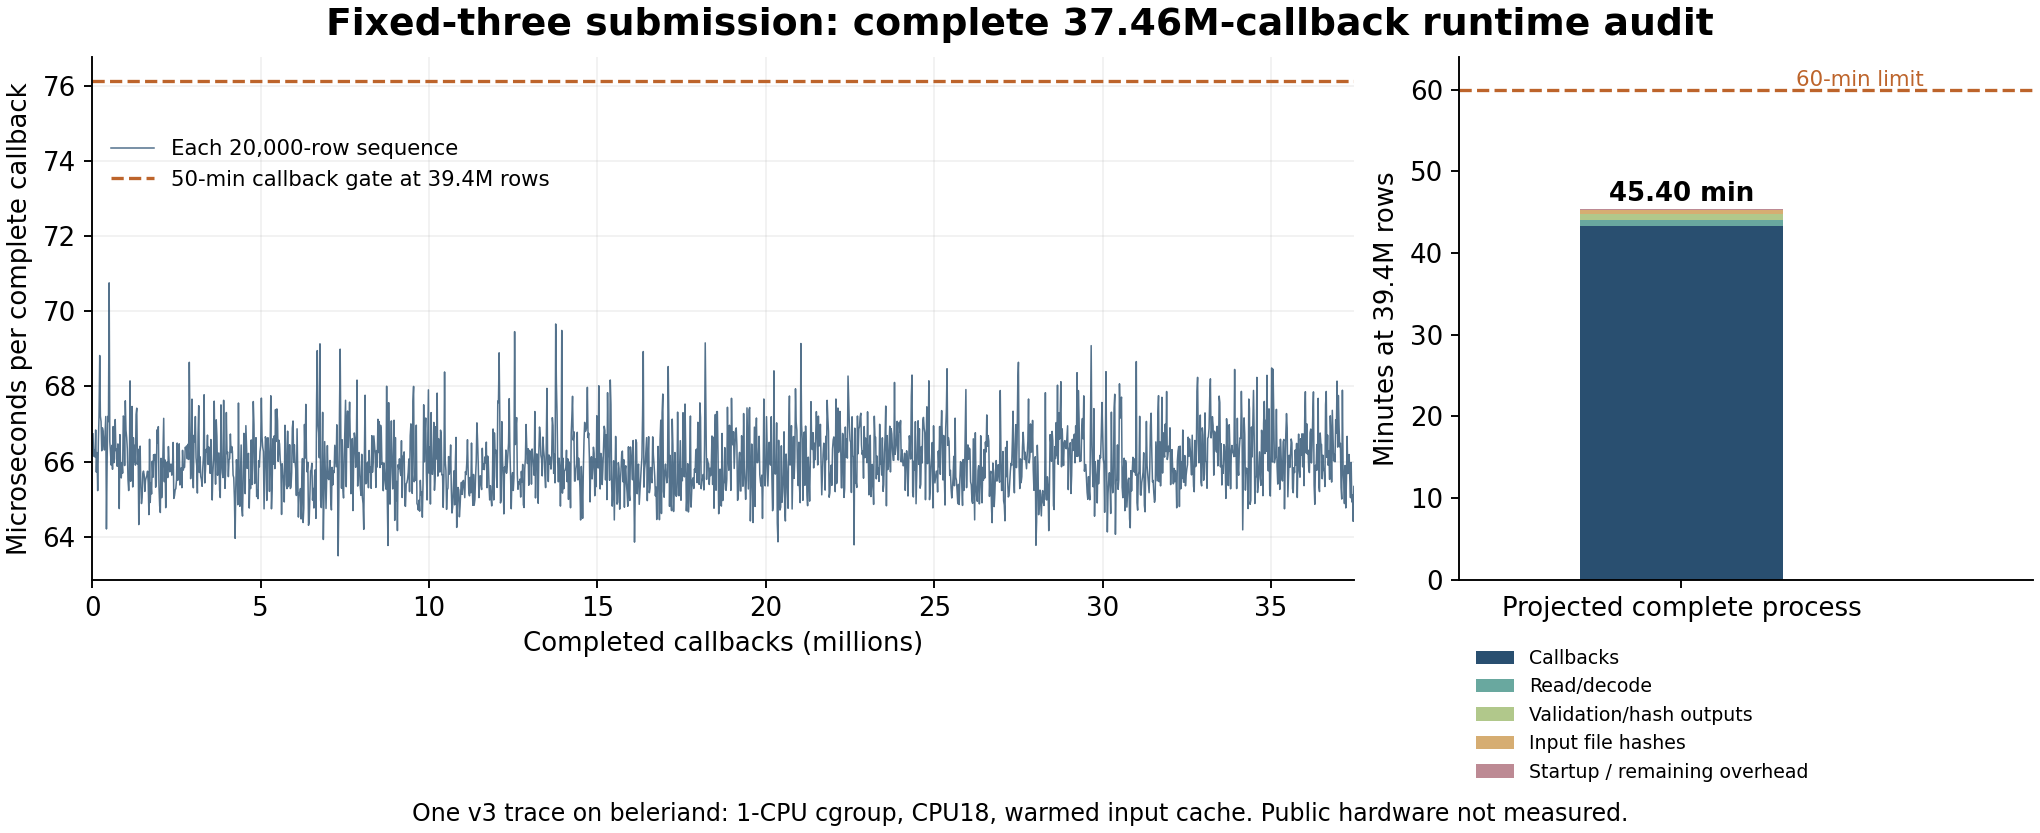 Fixed-three submission: complete 37.46M-callback runtime audit
Microseconds per complete callback
76
74
72
70
68
66
64
Each 20,000-row sequence
50-min callback gate at 39.4M rows
0
5
10
15
20
25
30
35
Completed callbacks (millions)
Minutes at 39.4M rows
60
50
40
30
20
10
0
60-min limit
45.40 min
Projected complete process
Callbacks
Read/decode
Validation/hash outputs
Input file hashes
Startup / remaining overhead
One v3 trace on beleriand: 1-CPU cgroup, CPU18, warmed input cache. Public hardware not measured.